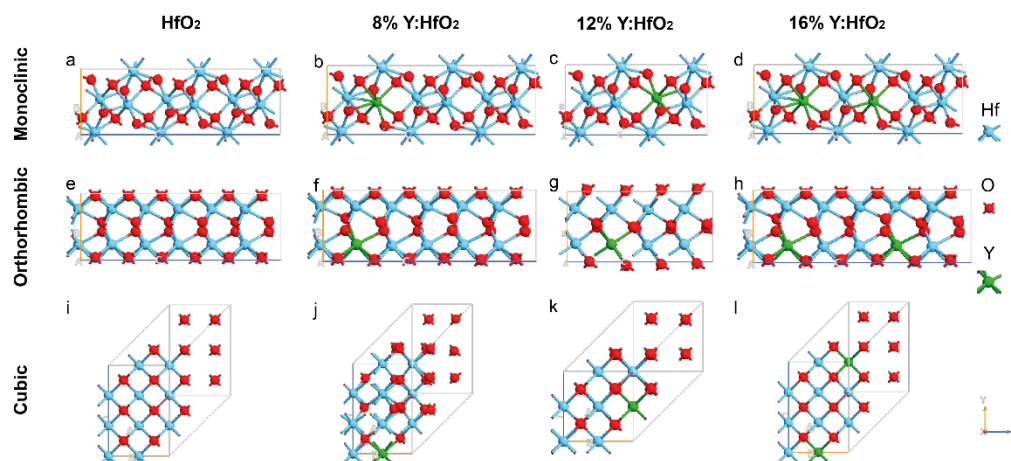 HfO₂ 8% Y:HfO₂ 12% Y:HfO₂ 16% Y:HfO₂
Monoclinic
a b c d
Hf
Orthorhombic
e f g h
O
Y
Cubic
i j k l
Y